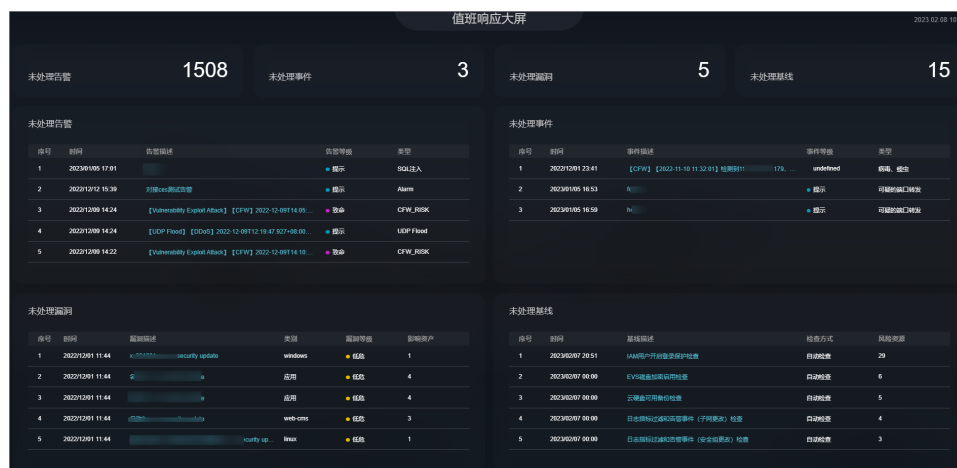 值班响应大屏
2023.02.08 10
未处理告警 1508
未处理事件 3
未处理漏洞 5
未处理基线 15
未处理告警
序号 时间 告警描述 告警等级 类型
1 2023/01/05 17:01 提示 SQL注入
2 2022/12/12 15:39 对接ces测试告警 提示 Alarm
3 2022/12/09 14:24 【Vulnerability Exploit Attack】【CFW】2022-12-09T14:05:... 致命 CFW_RISK
4 2022/12/09 14:24 【UDP Flood】【DDoS】2022-12-09T12:19:47.927+08:00... 提示 UDP Flood
5 2022/12/09 14:22 【Vulnerability Exploit Attack】【CFW】2022-12-09T14:10:... 致命 CFW_RISK
未处理事件
序号 时间 事件描述 事件等级 类型
1 2022/12/01 23:41 【CFW】【2022-11-10 11:32:01】检测到11 179, ... undefined 病毒、蠕虫
2 2023/01/05 16:53 提示 可疑的端口转发
3 2023/01/05 16:59 提示 可疑的端口转发
未处理漏洞
序号 时间 漏洞描述 类别 漏洞等级 影响资产
1 2022/12/01 11:44 security update windows 低危 1
2 2022/12/01 11:44 应用 低危 4
3 2022/12/01 11:44 应用 低危 4
4 2022/12/01 11:44 web-cms 低危 3
5 2022/12/01 11:44 curity up... linux 低危 1
未处理基线
序号 时间 基线描述 检查方式 风险资源
1 2023/02/07 20:51 IAM用户开启登录保护检查 自动检查 29
2 2023/02/07 00:00 EVS磁盘加密启用检查 自动检查 6
3 2023/02/07 00:00 云硬盘可用备份检查 自动检查 5
4 2023/02/07 00:00 日志指标过滤和告警事件（子网更改）检查 自动检查 4
5 2023/02/07 00:00 日志指标过滤和告警事件（安全组更改）检查 自动检查 3